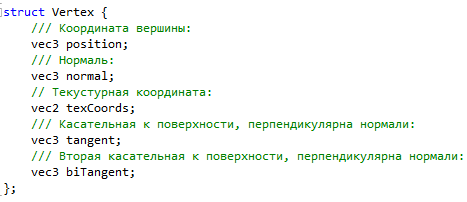 struct Vertex {
/// Координата вершины:
vec3 position;
/// Нормаль:
vec3 normal;
// Текустурная координата:
vec2 texCoords;
/// Касательная к поверхности, перпендикулярна нормали:
vec3 tangent;
/// Вторая касательная к поверхности, перпендикулярна нормали:
vec3 biTangent;
};